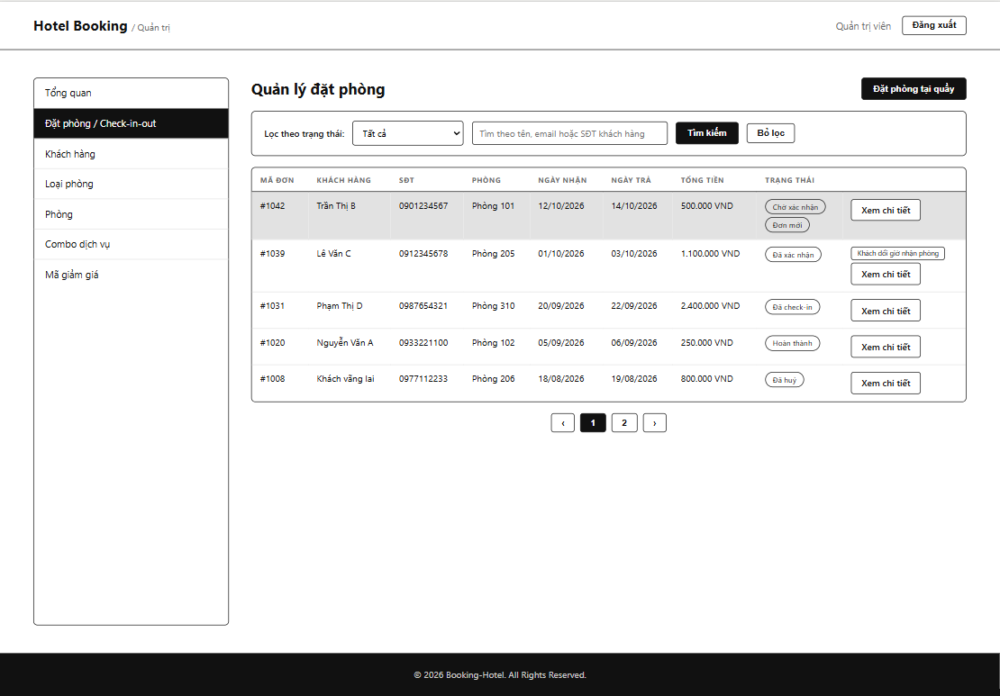 Hotel Booking / Quản trị
Quản trị viên
Đăng xuất
Tổng quan
Đặt phòng / Check-in-out
Khách hàng
Loại phòng
Phòng
Combo dịch vụ
Mã giảm giá
Quản lý đặt phòng
Đặt phòng tại quầy
Lọc theo trạng thái:
Tất cả
Tìm theo tên, email hoặc SĐT khách hàng
Tìm kiếm
Bỏ lọc
MÃ ĐƠN KHÁCH HÀNG SĐT PHÒNG NGÀY NHẬN NGÀY TRẢ TỔNG TIỀN TRẠNG THÁI
#1042 Trần Thị B 0901234567 Phòng 101 12/10/2026 14/10/2026 500.000 VND Chờ xác nhận Xem chi tiết
Đơn mới
#1039 Lê Văn C 0912345678 Phòng 205 01/10/2026 03/10/2026 1.100.000 VND Đã xác nhận Khách đổi giờ nhận phòng
Xem chi tiết
#1031 Phạm Thị D 0987654321 Phòng 310 20/09/2026 22/09/2026 2.400.000 VND Đã check-in Xem chi tiết
#1020 Nguyễn Văn A 0933221100 Phòng 102 05/09/2026 06/09/2026 250.000 VND Hoàn thành Xem chi tiết
#1008 Khách vãng lai 0977112233 Phòng 206 18/08/2026 19/08/2026 800.000 VND Đã huỷ Xem chi tiết
‹ 1 2 ›
© 2026 Booking-Hotel. All Rights Reserved.